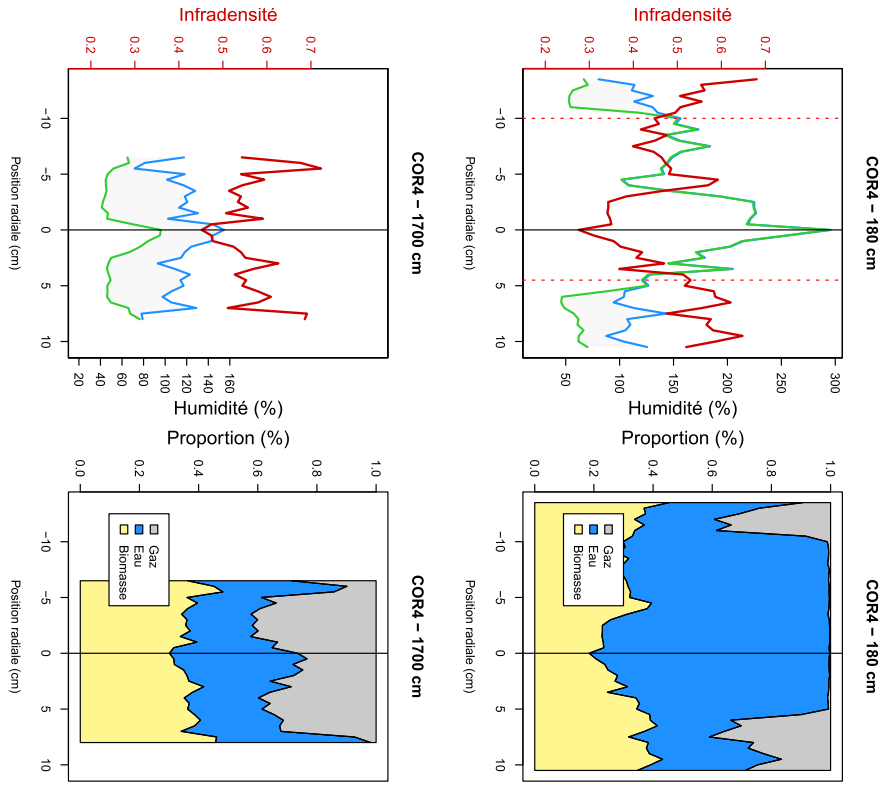 Infradensité
0.2 0.3 0.4 0.5 0.6 0.7
COR4 − 1700 cm
−10 −5 0 5 10
Position radiale (cm)
20 40 60 80 100 120 140 160
Humidité (%)
Infradensité
0.2 0.3 0.4 0.5 0.6 0.7
COR4 − 180 cm
−10 −5 0 5 10
Position radiale (cm)
50 100 150 200 250 300
Humidité (%)
Proportion (%)
0.0 0.2 0.4 0.6 0.8 1.0
COR4 − 1700 cm
Gaz
Eau
Biomasse
−10 −5 0 5 10
Position radiale (cm)
Proportion (%)
0.0 0.2 0.4 0.6 0.8 1.0
COR4 − 180 cm
Gaz
Eau
Biomasse
−10 −5 0 5 10
Position radiale (cm)